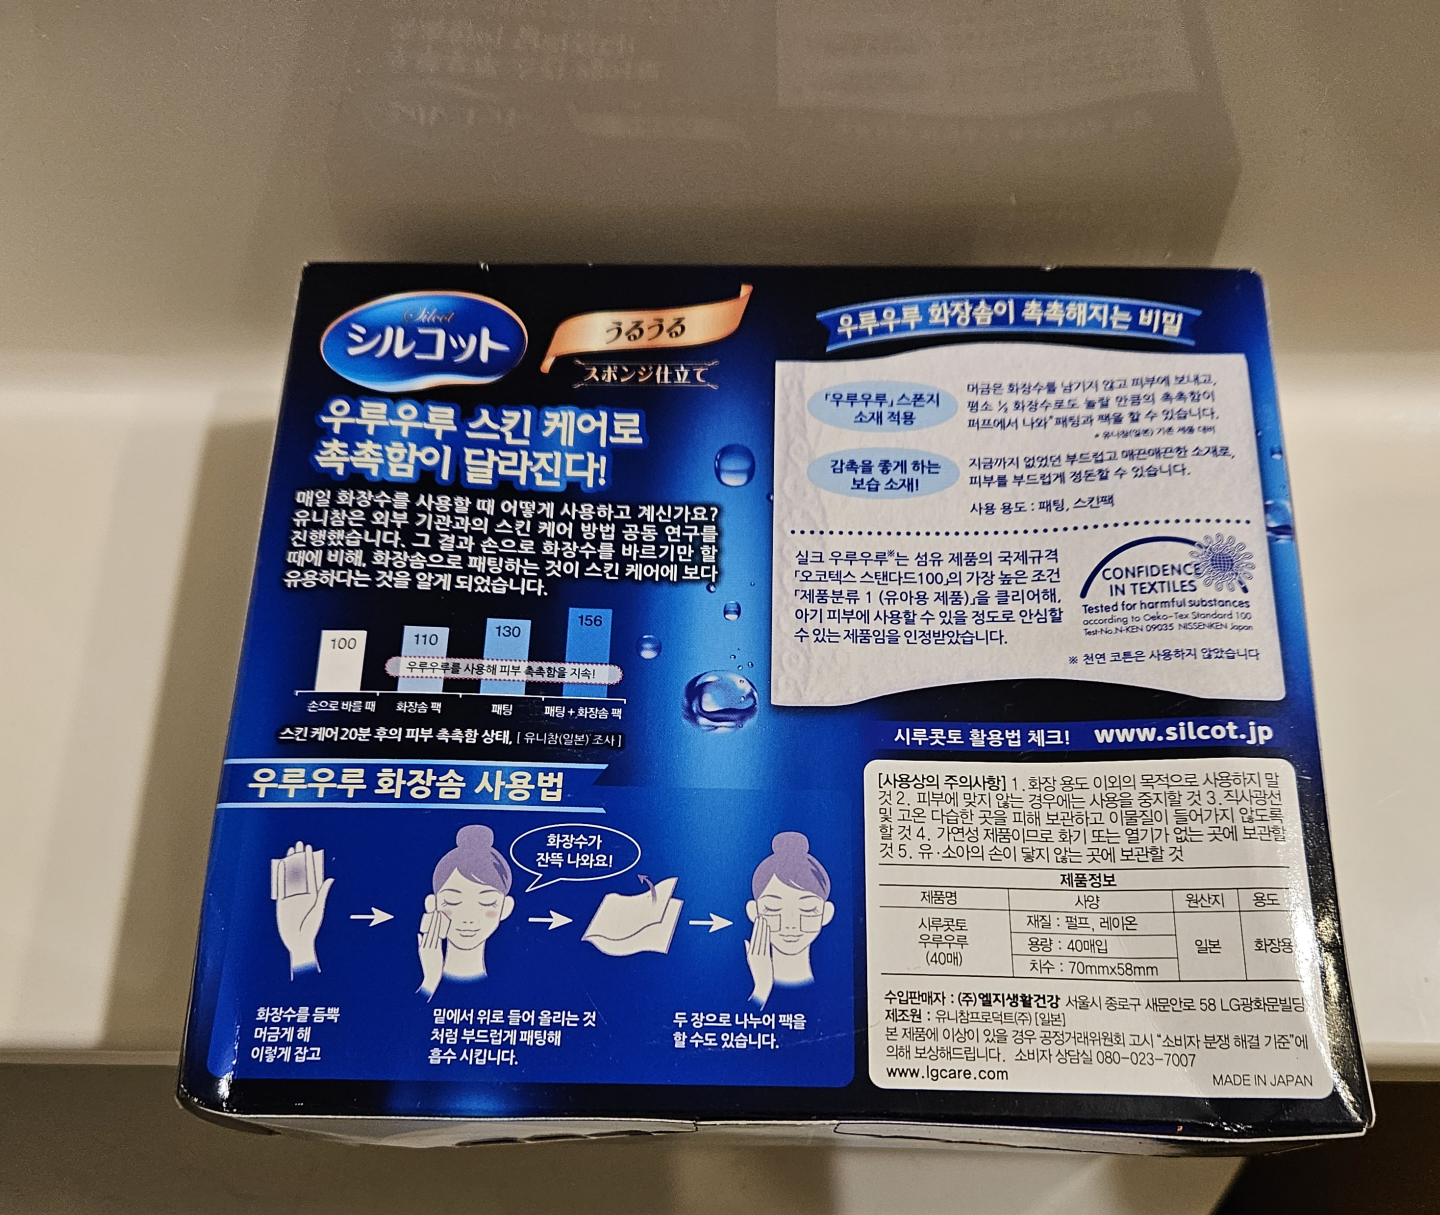 Silcot
シルコット
うるうる
スポンジ仕立て
우루우루 스킨 케어로
촉촉함이 달라진다!
매일 화장수를 사용할 때 어떻게 사용하고 계신가요?
유니참은 외부 기관과의 스킨 케어 방법 공동 연구를
진행했습니다. 그 결과 손으로 화장수를 바르기만 할
때에 비해, 화장솜으로 패팅하는 것이 스킨 케어에 보다
유용하다는 것을 알게 되었습니다.
100
110
130
156
우루우루를 사용해 피부 촉촉함을 지속!
손으로 바를 때
화장솜 팩
패팅
패팅+화장솜 팩
스킨 케어 20분 후의 피부 촉촉함 상태, [유니참(일본) 조사]
우루우루 화장솜 사용법
화장수가
잔뜩 나와요!
화장수를 듬뿍
머금게 해
이렇게 잡고
밑에서 위로 들어 올리는 것
처럼 부드럽게 패팅해
흡수 시킵니다.
두 장으로 나누어 팩을
할 수도 있습니다.
우루우루 화장솜이 촉촉해지는 비밀
「우루우루」스폰지
소재 적용
머금은 화장수를 남기지 않고 피부에 보내고,
평소 ½ 화장수로도 놀랄 만큼의 촉촉함이
퍼프에서 나와* 패팅과 팩을 할 수 있습니다.
* 유니참(일본) 기존 제품 대비
감촉을 좋게 하는
보습 소재!
지금까지 없었던 부드럽고 매끈매끈한 소재로,
피부를 부드럽게 정돈할 수 있습니다.
사용 용도 : 패팅, 스킨팩
실크 우루우루※는 섬유 제품의 국제규격
「오코텍스 스탠다드100」의 가장 높은 조건
「제품분류 1 (유아용 제품)」을 클리어해,
아기 피부에 사용할 수 있을 정도로 안심할
수 있는 제품임을 인정받았습니다.
CONFIDENCE
IN TEXTILES
Tested for harmful substances
according to Oeko-Tex Standard 100
Test-No.N-KEN 09035 NISSENKEN Japan
※ 천연 코튼은 사용하지 않았습니다
시루콧토 활용법 체크! www.silcot.jp
[사용상의 주의사항] 1. 화장 용도 이외의 목적으로 사용하지 말
것 2. 피부에 맞지 않는 경우에는 사용을 중지할 것 3. 직사광선
및 고온 다습한 곳을 피해 보관하고 이물질이 들어가지 않도록
할 것 4. 가연성 제품이므로 화기 또는 열기가 없는 곳에 보관할
것 5. 유·소아의 손이 닿지 않는 곳에 보관할 것
제품정보
제품명 사양 원산지 용도
시루콧토
우루우루
(40매)
재질 : 펄프, 레이온
용량 : 40매입
치수 : 70mmx58mm
일본
화장용
수입판매자 : (주)엘지생활건강 서울시 종로구 새문안로 58 LG광화문빌딩
제조원 : 유니참프로덕트(주) [일본]
본 제품에 이상이 있을 경우 공정거래위원회 고시 "소비자 분쟁 해결 기준"에
의해 보상해드립니다. 소비자 상담실 080-023-7007
www.lgcare.com
MADE IN JAPAN